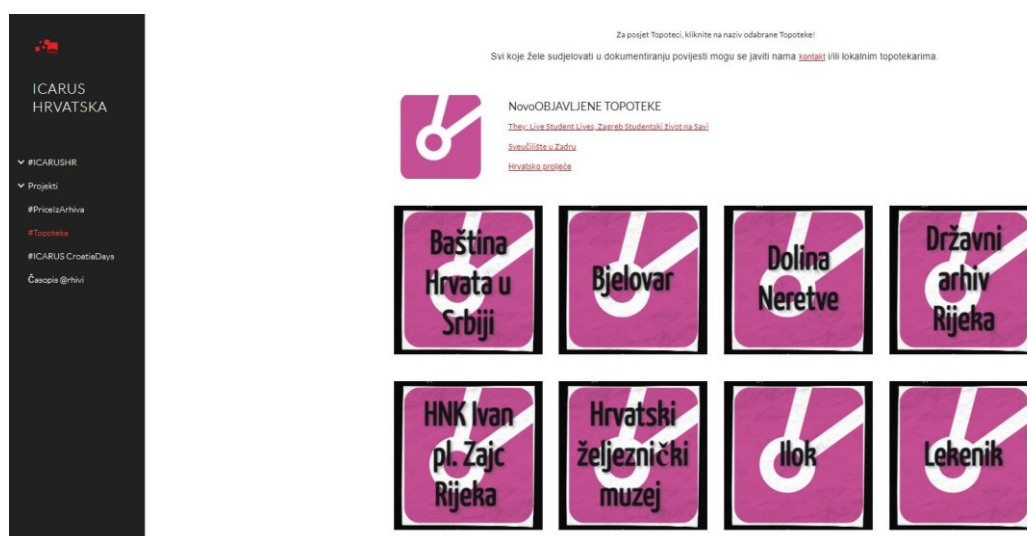 ICARUS
HRVATSKA
#ICARUSHR
Projekti
#PriceIzArhiva
#Topoteka
#ICARUS CroatiaDays
Časopis @rhivi
Za posjet Topoteci, kliknite na naziv odabrane Topoteke!
Svi koje žele sudjelovati u dokumentiranju povijesti mogu se javiti nama kontakt i/ili lokalnim topotekarima.
NovoOBJAVLJENE TOPOTEKE
They: Live Student Lives, Zagreb Studentski život na Savi
Sveučilište u Zadru
Hrvatsko proljeće
Baština
Hrvata u
Srbiji
Bjelovar
Dolina
Neretve
Državni
arhiv
Rijeka
HNK Ivan
pl. Zajc
Rijeka
Hrvatski
željeznički
muzej
Ilok
Lekenik